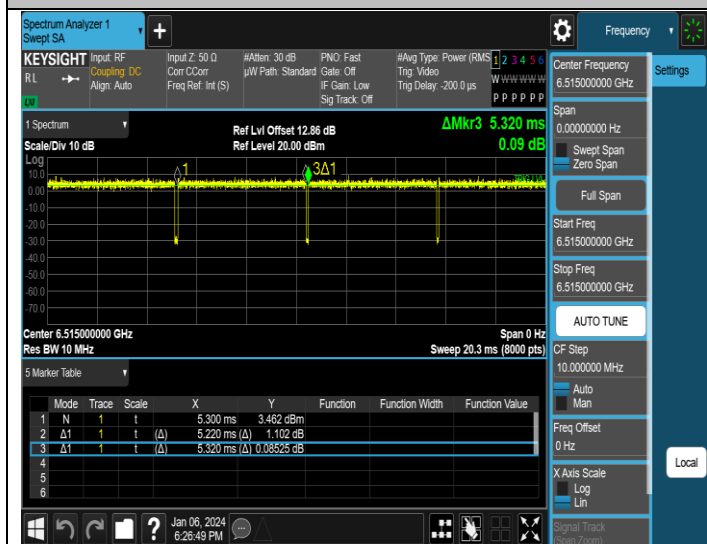 Spectrum Analyzer 1
Swept SA
Frequency
KEYSIGHT
RL
Input: RF
Coupling: DC
Align: Auto
Input Z: 50 Ω
Corr CCorr
Freq Ref: Int (S)
#Atten: 30 dB
µW Path: Standard
PNO: Fast
Gate: Off
IF Gain: Low
Sig Track: Off
#Avg Type: Power (RMS
Trig: Video
Trig Delay: -200.0 µs
1 2 3 4 5 6
W W W W W W
P P P P P P
LXI
1 Spectrum
Scale/Div 10 dB
Ref Lvl Offset 12.86 dB
Ref Level 20.00 dBm
ΔMkr3 5.320 ms
0.09 dB
Log
10.0
0.00
-10.0
-20.0
-30.0
-40.0
-50.0
-60.0
-70.0
1
3Δ1
Center 6.515000000 GHz
Res BW 10 MHz
Span 0 Hz
Sweep 20.3 ms (8000 pts)
5 Marker Table
Mode Trace Scale X Y Function Function Width Function Value
1 N 1 t 5.300 ms 3.462 dBm
2 Δ1 1 t (Δ) 5.220 ms (Δ) 1.102 dB
3 Δ1 1 t (Δ) 5.320 ms (Δ) 0.08525 dB
4
5
6
Jan 06, 2024
6:26:49 PM
Center Frequency
6.515000000 GHz
Span
0.00000000 Hz
Swept Span
Zero Span
Full Span
Start Freq
6.515000000 GHz
Stop Freq
6.515000000 GHz
AUTO TUNE
CF Step
10.000000 MHz
Auto
Man
Freq Offset
0 Hz
X Axis Scale
Log
Lin
Signal Track
(Span Zoom)
Settings
Local